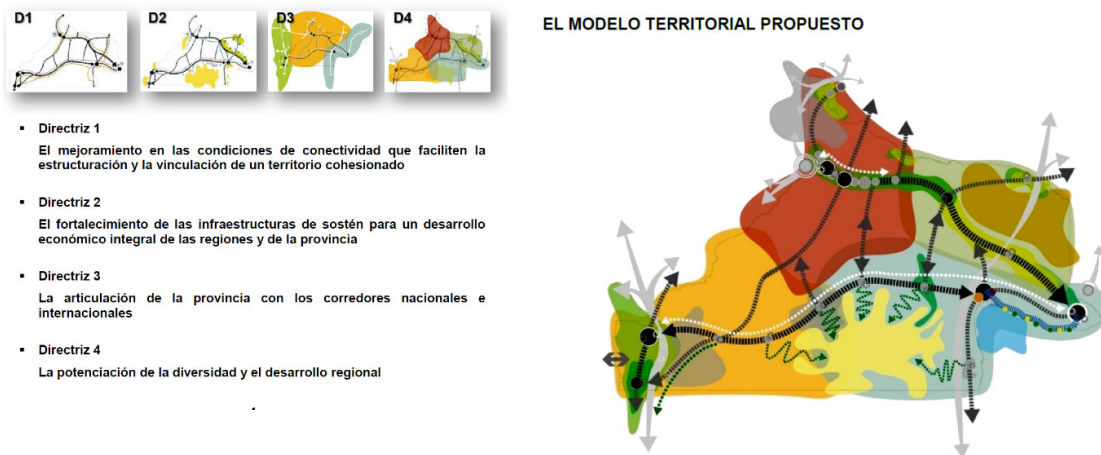 D1
D2
D3
D4
▪ Directriz 1
El mejoramiento en las condiciones de conectividad que faciliten la
estructuración y la vinculación de un territorio cohesionado
▪ Directriz 2
El fortalecimiento de las infraestructuras de sostén para un desarrollo
económico integral de las regiones y de la provincia
▪ Directriz 3
La articulación de la provincia con los corredores nacionales e
internacionales
▪ Directriz 4
La potenciación de la diversidad y el desarrollo regional
EL MODELO TERRITORIAL PROPUESTO